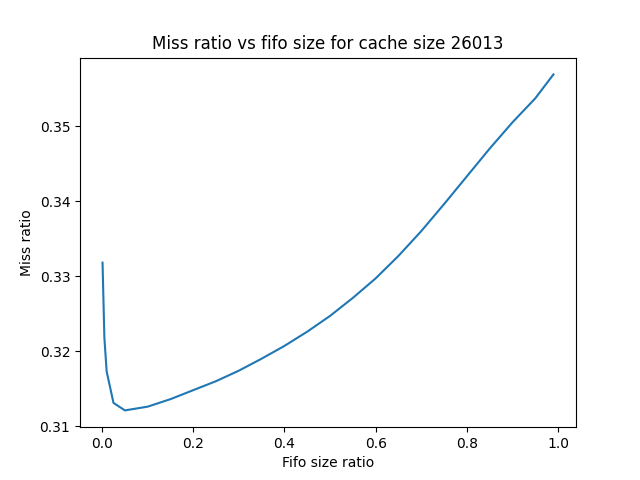 Miss ratio vs fifo size for cache size 26013
0.35
0.34
0.33
0.32
0.31
Miss ratio
0.0 0.2 0.4 0.6 0.8 1.0
Fifo size ratio